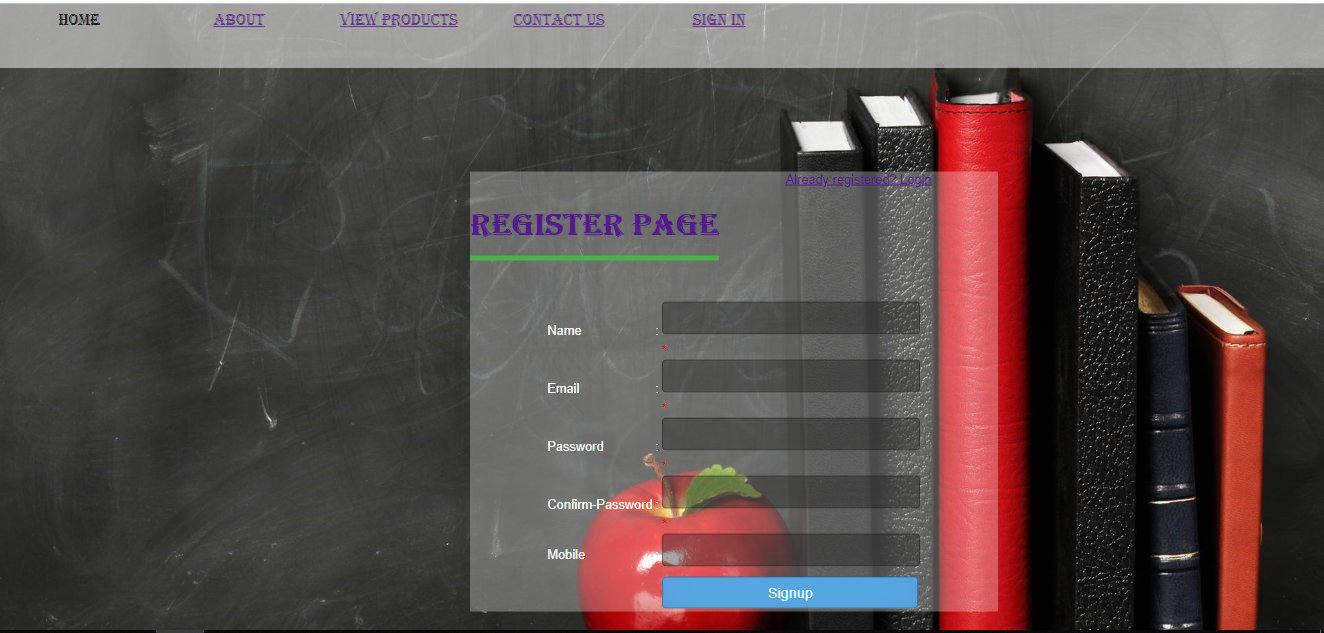 HOME ABOUT VIEW PRODUCTS CONTACT US SIGN IN
Already registered? Login
REGISTER PAGE
Name :
*
Email :
*
Password :
*
Confirm-Password :
*
Mobile :
Signup